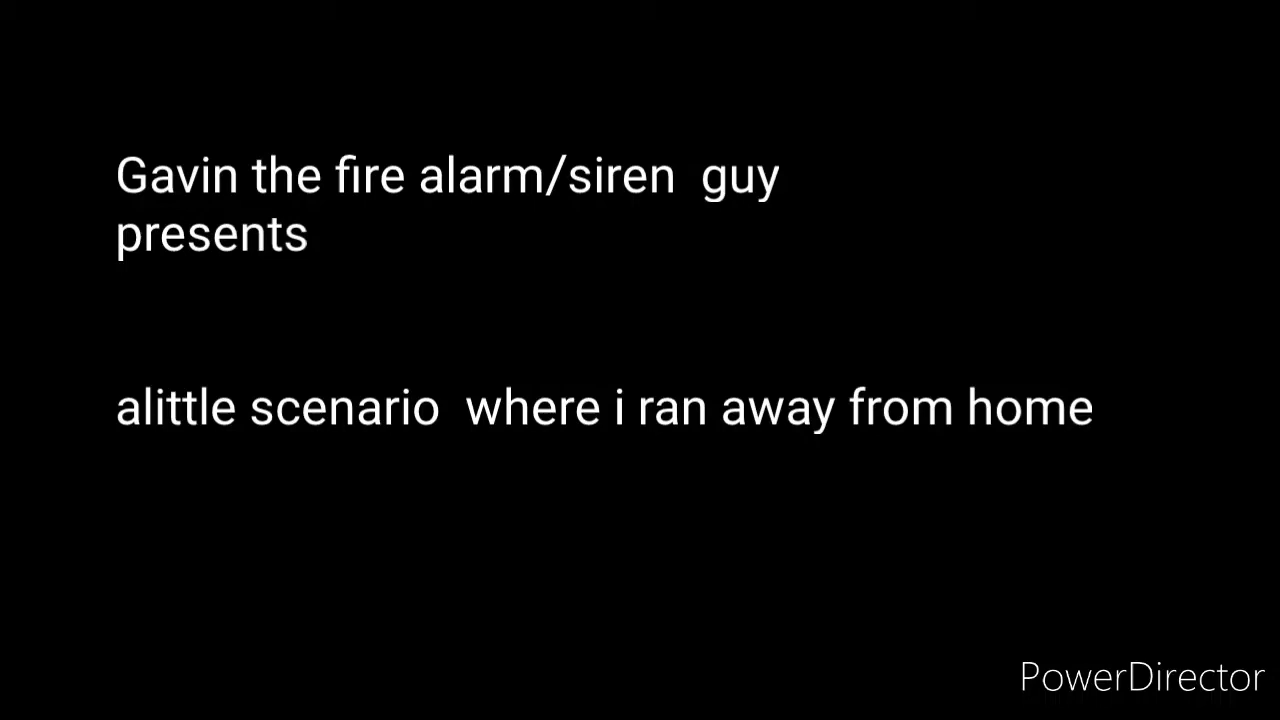 Gavin the fire alarm/siren  guy
presents
alittle scenario  where i ran away from home
PowerDirector